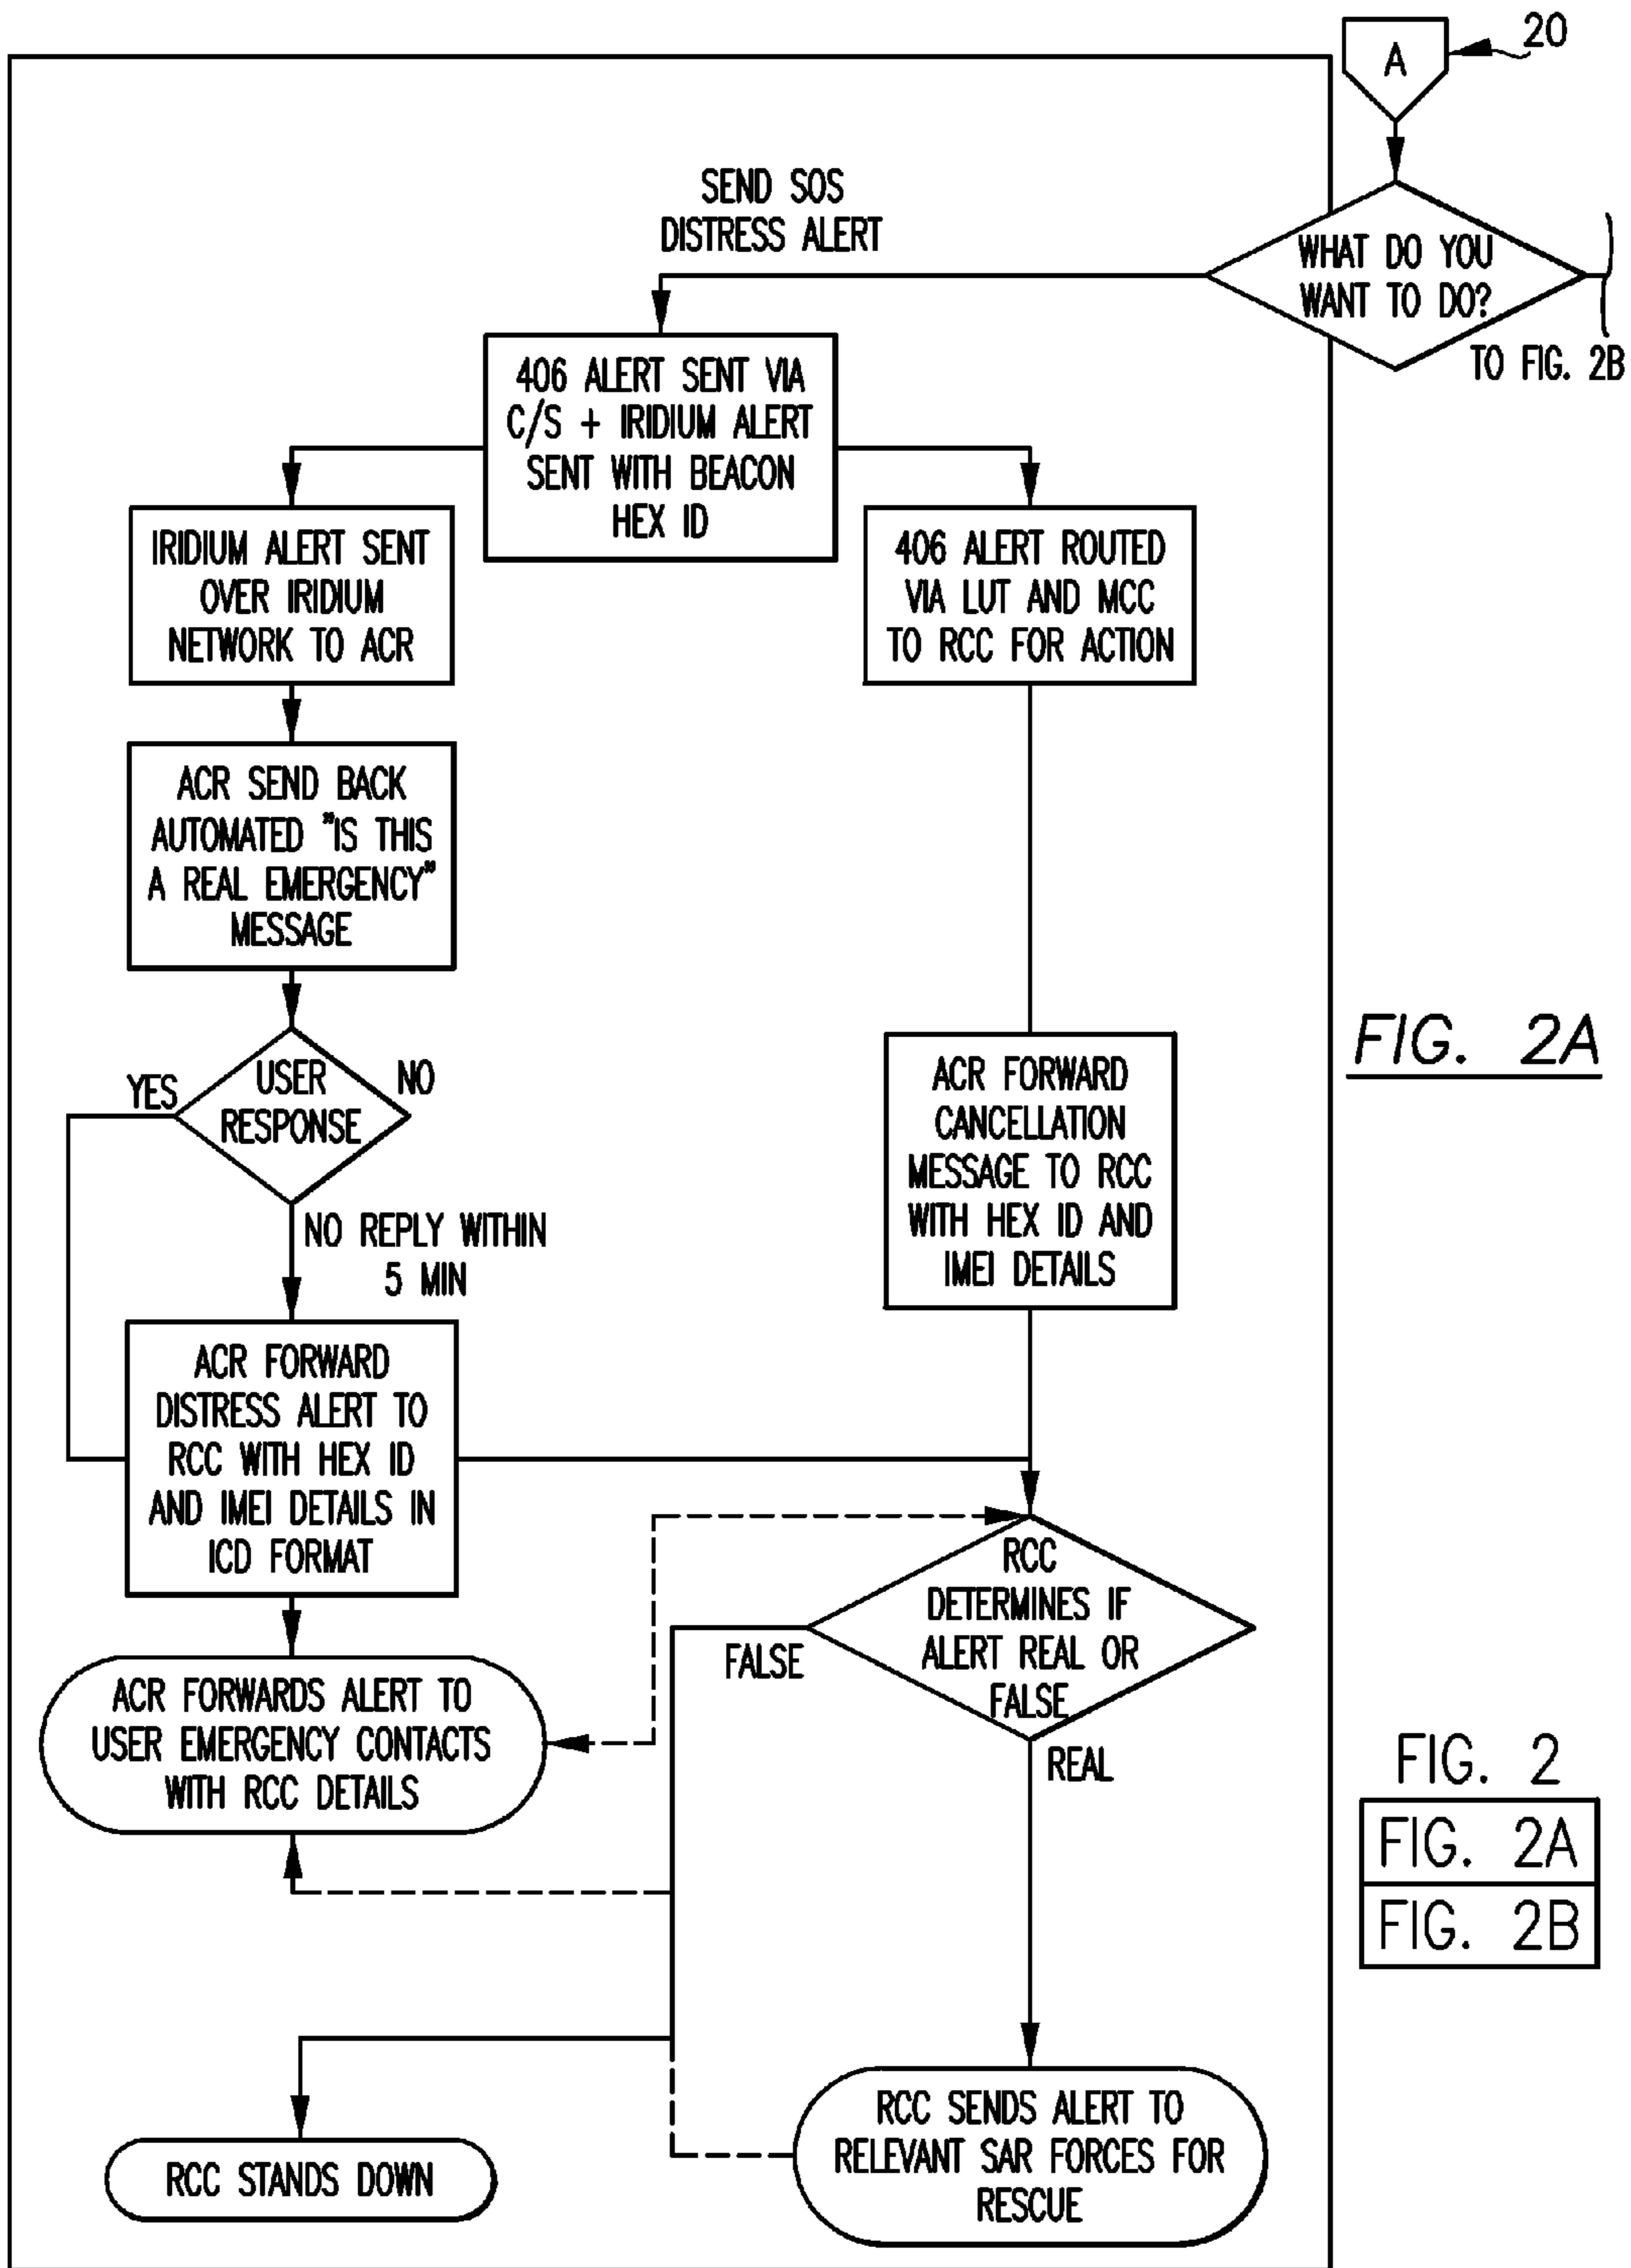 20
A
SEND SOS
DISTRESS ALERT
WHAT DO YOU
WANT TO DO?
TO FIG. 2B
406 ALERT SENT VIA
C/S + IRIDIUM ALERT
SENT WITH BEACON
HEX ID
IRIDIUM ALERT SENT
OVER IRIDIUM
NETWORK TO ACR
406 ALERT ROUTED
VIA LUT AND MCC
TO RCC FOR ACTION
ACR SEND BACK
AUTOMATED "IS THIS
A REAL EMERGENCY"
MESSAGE
YES
USER
RESPONSE
NO
NO REPLY WITHIN
5 MIN
ACR FORWARD
CANCELLATION
MESSAGE TO RCC
WITH HEX ID AND
IMEI DETAILS
FIG. 2A
ACR FORWARD
DISTRESS ALERT TO
RCC WITH HEX ID
AND IMEI DETAILS IN
ICD FORMAT
RCC
DETERMINES IF
ALERT REAL OR
FALSE
FALSE
REAL
ACR FORWARDS ALERT TO
USER EMERGENCY CONTACTS
WITH RCC DETAILS
FIG. 2
FIG. 2A
FIG. 2B
RCC STANDS DOWN
RCC SENDS ALERT TO
RELEVANT SAR FORCES FOR
RESCUE